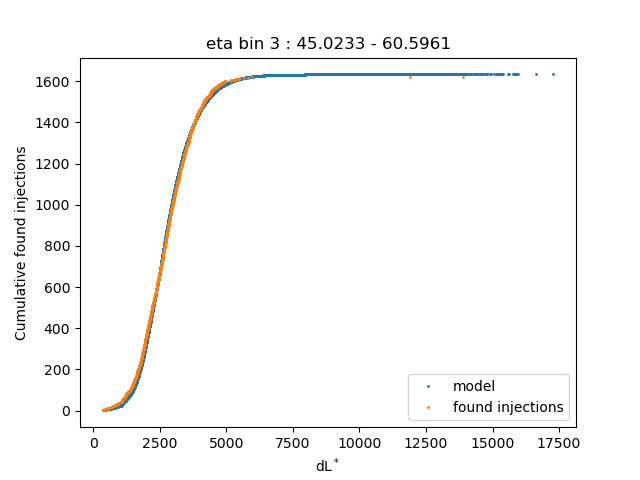 eta bin 3 : 45.0233 - 60.5961
Cumulative found injections
1600
1400
1200
1000
800
600
400
200
0
0 2500 5000 7500 10000 12500 15000 17500
dL*
model
found injections